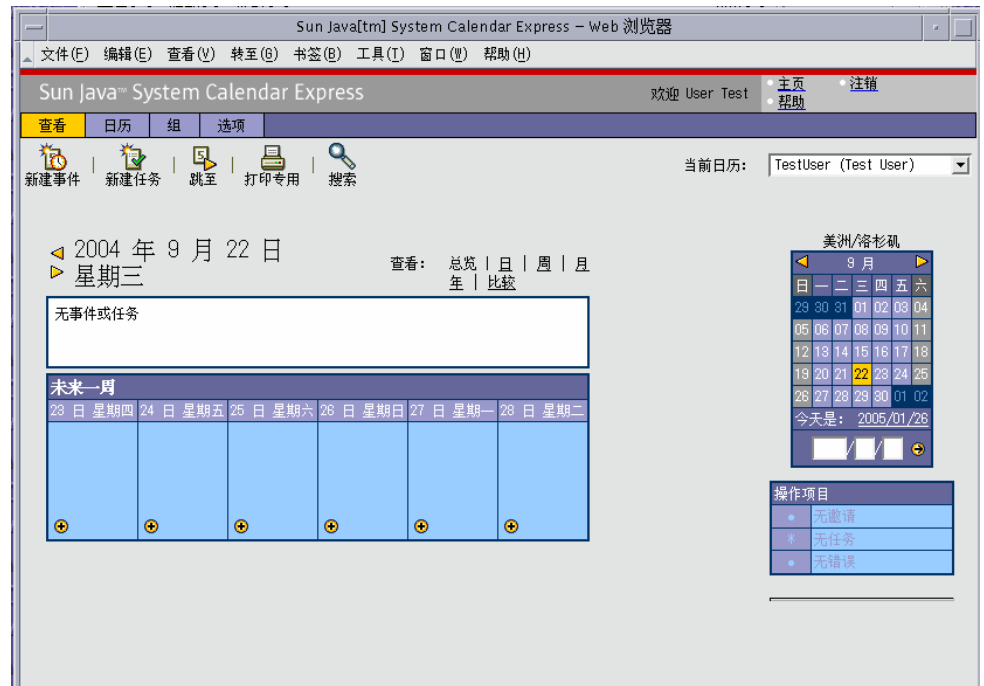 Sun Java[tm] System Calendar Express – Web 浏览器
文件(F) 编辑(E) 查看(V) 转至(G) 书签(B) 工具(T) 窗口(W) 帮助(H)
Sun Java™ System Calendar Express
欢迎 User Test
主页 注销
帮助
查看 日历 组 选项
新建事件 | 新建任务 | 跳至 | 打印专用 | 搜索
当前日历: TestUser (Test User)
2004 年 9 月 22 日
星期三
查看: 总览 | 日 | 周 | 月
年 | 比较
无事件或任务
未来一周
23 日 星期四 24 日 星期五 25 日 星期六 26 日 星期日 27 日 星期一 28 日 星期二
美洲/洛杉矶
9 月
日 一 二 三 四 五 六
29 30 31 01 02 03 04
05 06 07 08 09 10 11
12 13 14 15 16 17 18
19 20 21 22 23 24 25
26 27 28 29 30 01 02
今天是: 2005/01/26
/ /
操作项目
无邀请
无任务
无错误